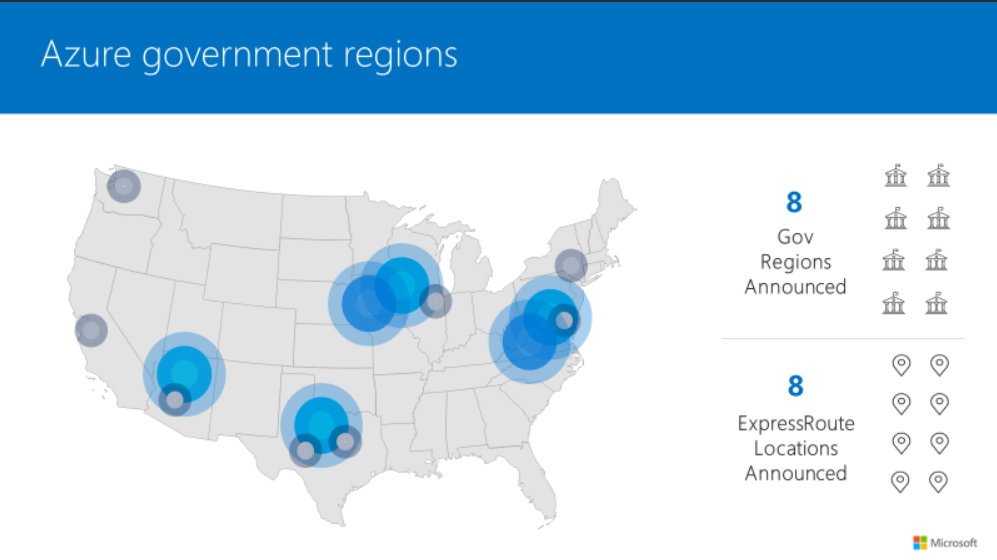 Azure government regions
8
Gov
Regions
Announced
8
ExpressRoute
Locations
Announced
Microsoft